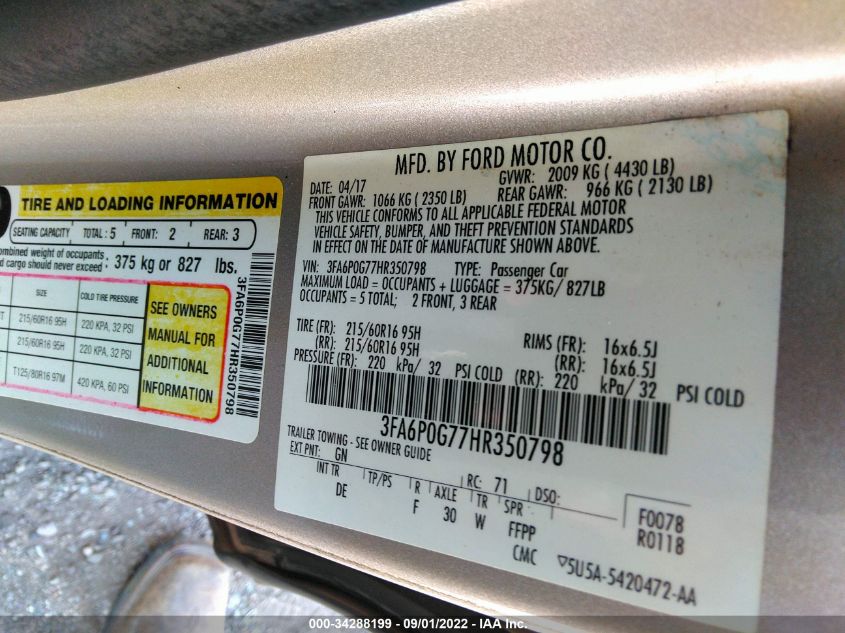 TIRE AND LOADING INFORMATION
SEATING CAPACITY TOTAL: 5 FRONT: 2 REAR: 3
ombined weight of occupants
d cargo should never exceed: 375 kg or 827 lbs.
SIZE COLD TIRE PRESSURE
215/60R16 95H 220 KPA, 32 PSI
215/60R16 95H 220 KPA, 32 PSI
T125/80R16 97M 420 KPA, 60 PSI
SEE OWNERS
MANUAL FOR
ADDITIONAL
INFORMATION
3FA6P0G77HR350798
MFD. BY FORD MOTOR CO.
DATE: 04/17 GVWR: 2009 KG ( 4430 LB)
FRONT GAWR: 1066 KG ( 2350 LB) REAR GAWR: 966 KG ( 2130 LB)
THIS VEHICLE CONFORMS TO ALL APPLICABLE FEDERAL MOTOR
VEHICLE SAFETY, BUMPER, AND THEFT PREVENTION STANDARDS
IN EFFECT ON THE DATE OF MANUFACTURE SHOWN ABOVE.
VIN: 3FA6P0G77HR350798 TYPE: Passenger Car
MAXIMUM LOAD = OCCUPANTS + LUGGAGE = 375KG/ 827LB
OCCUPANTS = 5 TOTAL; 2 FRONT, 3 REAR
TIRE (FR): 215/60R16 95H RIMS (FR): 16x6.5J
(RR): 215/60R16 95H (RR): 16x6.5J
PRESSURE (FR): 220 kPa/ 32 PSI COLD (RR): 220 kPa/ 32 PSI COLD
3FA6P0G77HR350798
TRAILER TOWING - SEE OWNER GUIDE
EXT PNT: GN RC: 71 DSO:
INT TR TP/PS R AXLE TR SPR
DE F 30 W FFPP
CMC
F0078
R0118
▽5U5A-5420472-AA
000-34288199 - 09/01/2022 - IAA Inc.